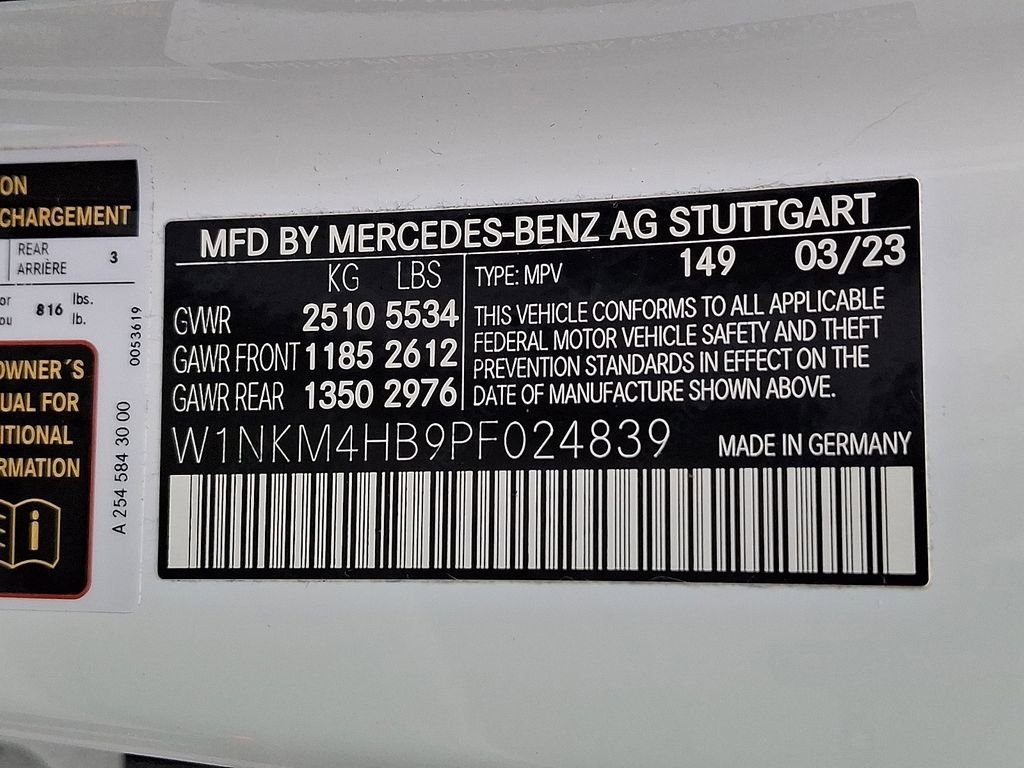 ON
CHARGEMENT
REAR
ARRIÈRE
3
or
ou
816
lbs.
lb.
OWNER´S
UAL FOR
ITIONAL
RMATION
i
0053619
A 254 584 30 00
MFD BY MERCEDES-BENZ AG STUTTGART
KG LBS
GVWR 2510 5534
GAWR FRONT 1185 2612
GAWR REAR 1350 2976
TYPE: MPV 149 03/23
THIS VEHICLE CONFORMS TO ALL APPLICABLE
FEDERAL MOTOR VEHICLE SAFETY AND THEFT
PREVENTION STANDARDS IN EFFECT ON THE
DATE OF MANUFACTURE SHOWN ABOVE.
W1NKM4HB9PF024839 MADE IN GERMANY